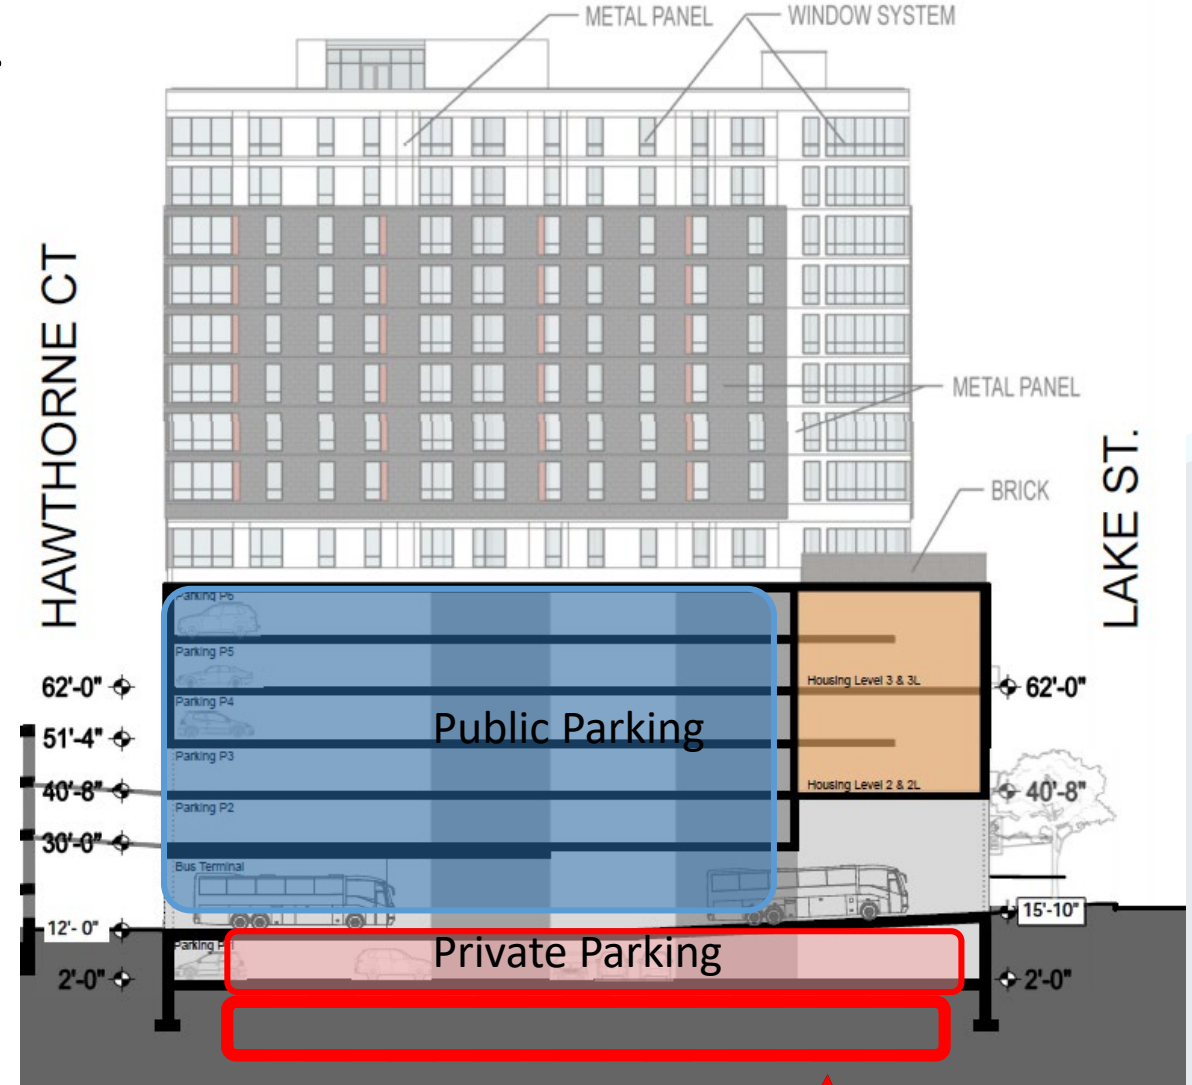 METAL PANEL
WINDOW SYSTEM
HAWTHORNE CT
METAL PANEL
BRICK
LAKE ST.
Parking P6
Parking P5
62'-0"
Housing Level 3 & 3L
62'-0"
Parking P4
Public Parking
51'-4"
Parking P3
40'-8"
Housing Level 2 & 2L
40'-8"
Parking P2
30'-0"
Bus Terminal
15'-10"
12'- 0"
Parking
Private Parking
2'-0"
2'-0"